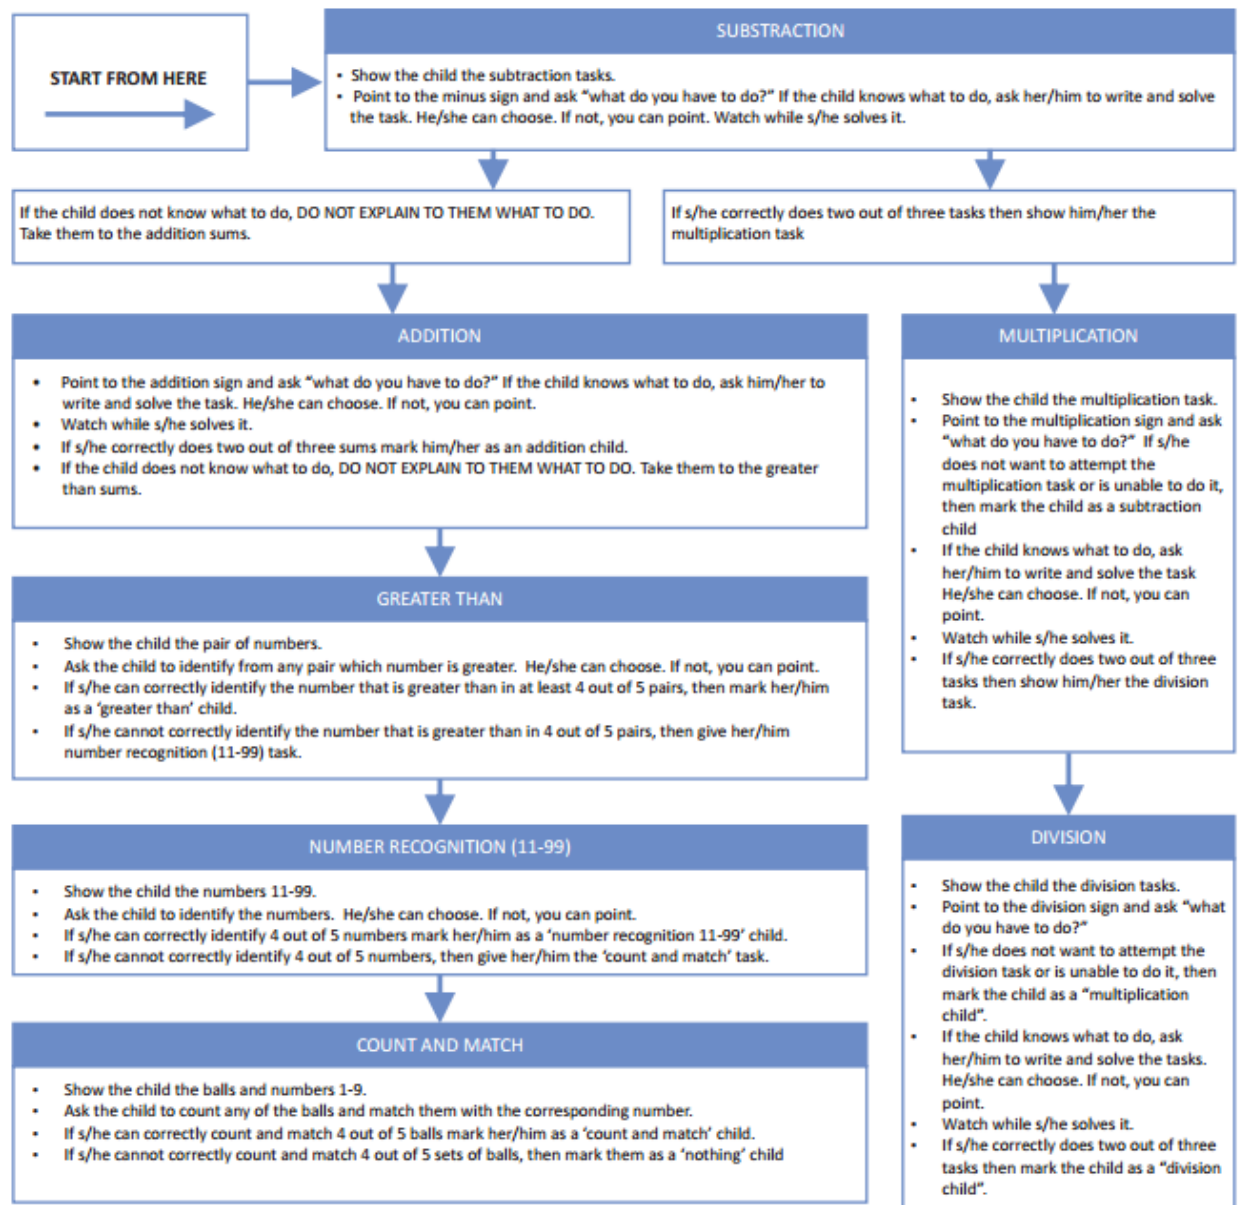 START FROM HERE
SUBSTRACTION
• Show the child the subtraction tasks.
• Point to the minus sign and ask “what do you have to do?” If the child knows what to do, ask her/him to write and solve
the task. He/she can choose. If not, you can point. Watch while s/he solves it.
If the child does not know what to do, DO NOT EXPLAIN TO THEM WHAT TO DO.
Take them to the addition sums.
If s/he correctly does two out of three tasks then show him/her the
multiplication task
ADDITION
• Point to the addition sign and ask “what do you have to do?” If the child knows what to do, ask him/her to
write and solve the task. He/she can choose. If not, you can point.
• Watch while s/he solves it.
• If s/he correctly does two out of three sums mark him/her as an addition child.
• If the child does not know what to do, DO NOT EXPLAIN TO THEM WHAT TO DO. Take them to the greater
than sums.
GREATER THAN
• Show the child the pair of numbers.
• Ask the child to identify from any pair which number is greater. He/she can choose. If not, you can point.
• If s/he can correctly identify the number that is greater than in at least 4 out of 5 pairs, then mark her/him
as a ‘greater than’ child.
• If s/he cannot correctly identify the number that is greater than in 4 out of 5 pairs, then give her/him
number recognition (11-99) task.
NUMBER RECOGNITION (11-99)
• Show the child the numbers 11-99.
• Ask the child to identify the numbers. He/she can choose. If not, you can point.
• If s/he can correctly identify 4 out of 5 numbers mark her/him as a ‘number recognition 11-99’ child.
• If s/he cannot correctly identify 4 out of 5 numbers, then give her/him the ‘count and match’ task.
COUNT AND MATCH
• Show the child the balls and numbers 1-9.
• Ask the child to count any of the balls and match them with the corresponding number.
• If s/he can correctly count and match 4 out of 5 balls mark her/him as a ‘count and match’ child.
• If s/he cannot correctly count and match 4 out of 5 sets of balls, then mark them as a ‘nothing’ child
MULTIPLICATION
• Show the child the multiplication task.
• Point to the multiplication sign and ask
“what do you have to do?” If s/he
does not want to attempt the
multiplication task or is unable to do it,
then mark the child as a subtraction
child
• If the child knows what to do, ask
her/him to write and solve the task
He/she can choose. If not, you can
point.
• Watch while s/he solves it.
• If s/he correctly does two out of three
tasks then show him/her the division
task.
DIVISION
• Show the child the division tasks.
• Point to the division sign and ask “what
do you have to do?”
• If s/he does not want to attempt the
division task or is unable to do it, then
mark the child as a “multiplication
child”.
• If the child knows what to do, ask
her/him to write and solve the tasks.
He/she can choose. If not, you can
point.
• Watch while s/he solves it.
• If s/he correctly does two out of three
tasks then mark the child as a “division
child”.